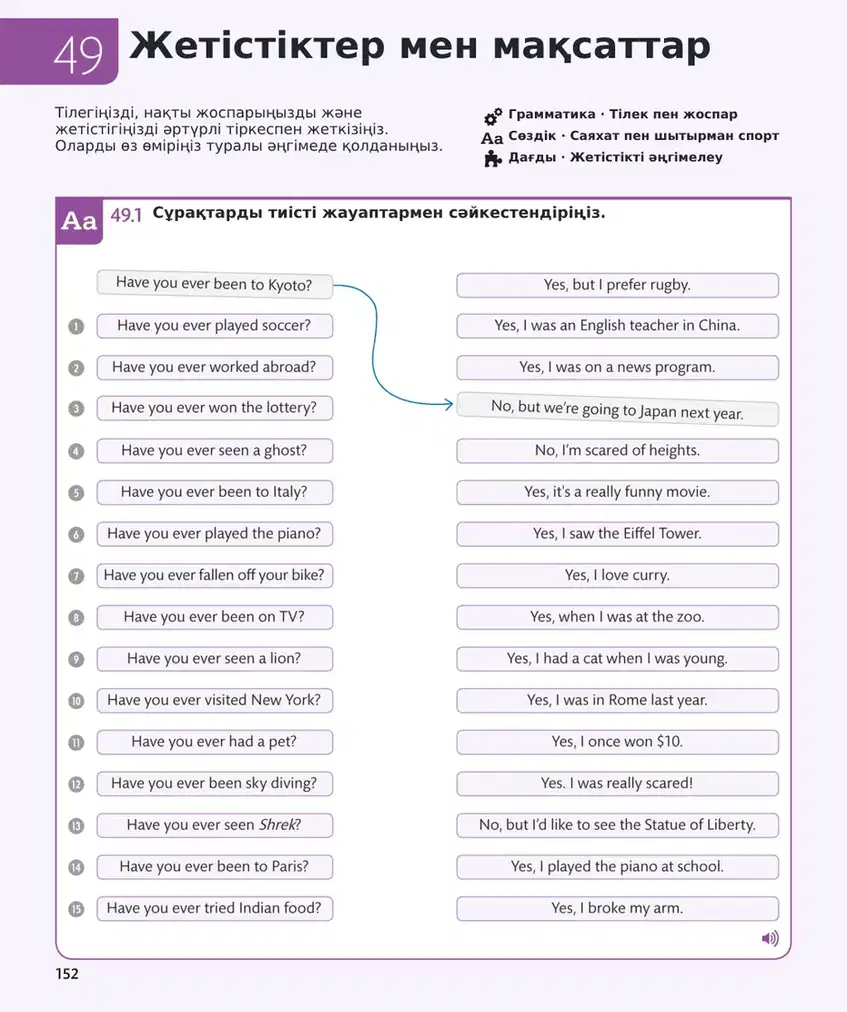 49 Жетістіктер мен мақсаттар
Тілегіңізді, нақты жоспарыңызды және
жетістігіңізді әртүрлі тіркеспен жеткізіңіз.
Оларды өз өміріңіз туралы әңгімеде қолданыңыз.
Грамматика · Тілек пен жоспар
Aa Сөздік · Саяхат пен шытырман спорт
Дағды · Жетістікті әңгімелеу
Aa 49.1 Сұрақтарды тиісті жауаптармен сәйкестендіріңіз.
Have you ever been to Kyoto?
Yes, but I prefer rugby.
1 Have you ever played soccer?
Yes, I was an English teacher in China.
2 Have you ever worked abroad?
Yes, I was on a news program.
3 Have you ever won the lottery?
No, but we're going to Japan next year.
4 Have you ever seen a ghost?
No, I'm scared of heights.
5 Have you ever been to Italy?
Yes, it's a really funny movie.
6 Have you ever played the piano?
Yes, I saw the Eiffel Tower.
7 Have you ever fallen off your bike?
Yes, I love curry.
8 Have you ever been on TV?
Yes, when I was at the zoo.
9 Have you ever seen a lion?
Yes, I had a cat when I was young.
10 Have you ever visited New York?
Yes, I was in Rome last year.
11 Have you ever had a pet?
Yes, I once won $10.
12 Have you ever been sky diving?
Yes. I was really scared!
13 Have you ever seen Shrek?
No, but I'd like to see the Statue of Liberty.
14 Have you ever been to Paris?
Yes, I played the piano at school.
15 Have you ever tried Indian food?
Yes, I broke my arm.
152